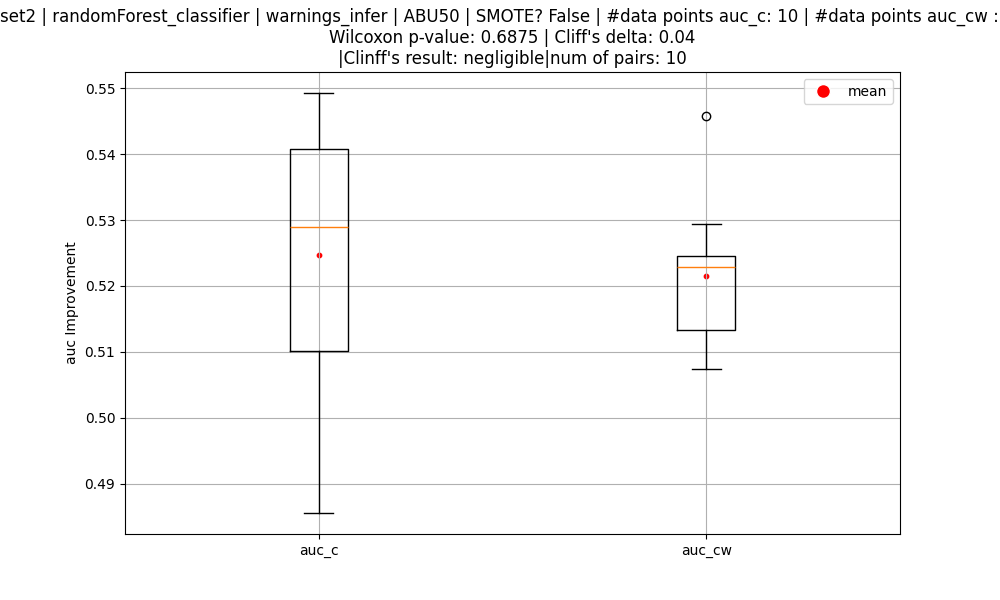 set2 | randomForest_classifier | warnings_infer | ABU50 | SMOTE? False | #data points auc_c: 10 | #data points auc_cw :
Wilcoxon p-value: 0.6875 | Cliff's delta: 0.04
|Clinff's result: negligible|num of pairs: 10
mean
0.55
0.54
0.53
0.52
0.51
0.50
0.49
auc Improvement
auc_c
auc_cw